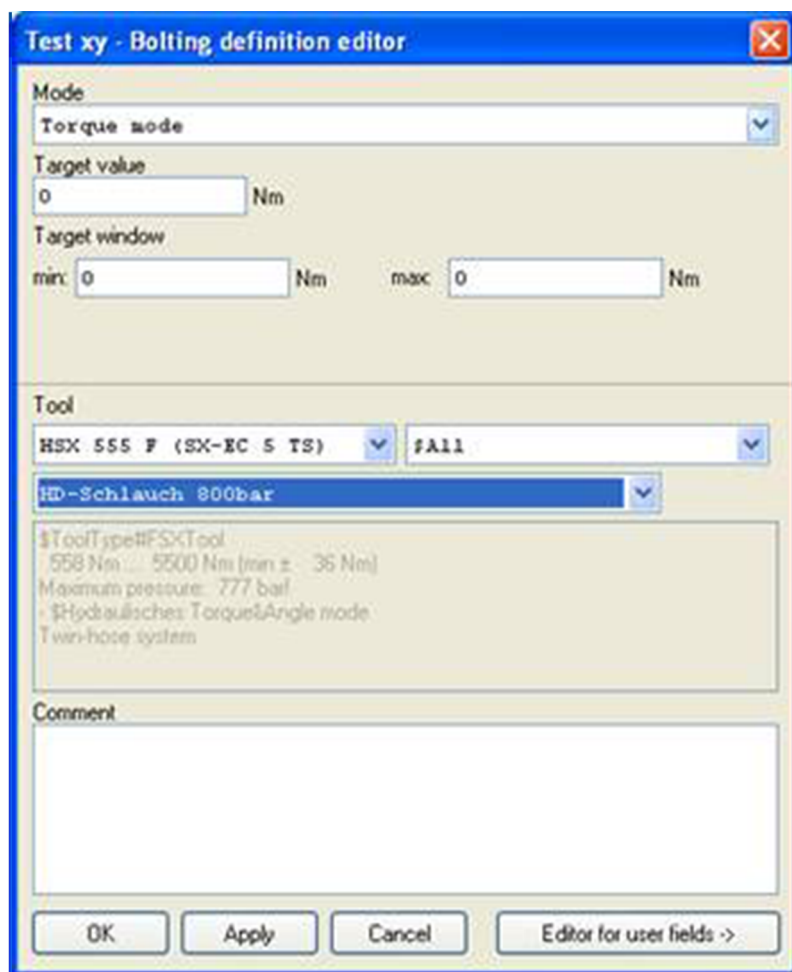 Test xy - Bolting definition editor
Mode
Torque mode
Target value
0 Nm
Target window
min: 0 Nm max: 0 Nm
Tool
HSX 555 F (SX-EC 5 TS) $All
HD-Schlauch 800bar
$ToolType#FSXTool
558 Nm ... 5500 Nm (min ± 36 Nm)
Maximum pressure: 777 bar!
- $Hydraulisches Torque&Angle mode
Twin-hose system
Comment
OK Apply Cancel Editor for user fields ->